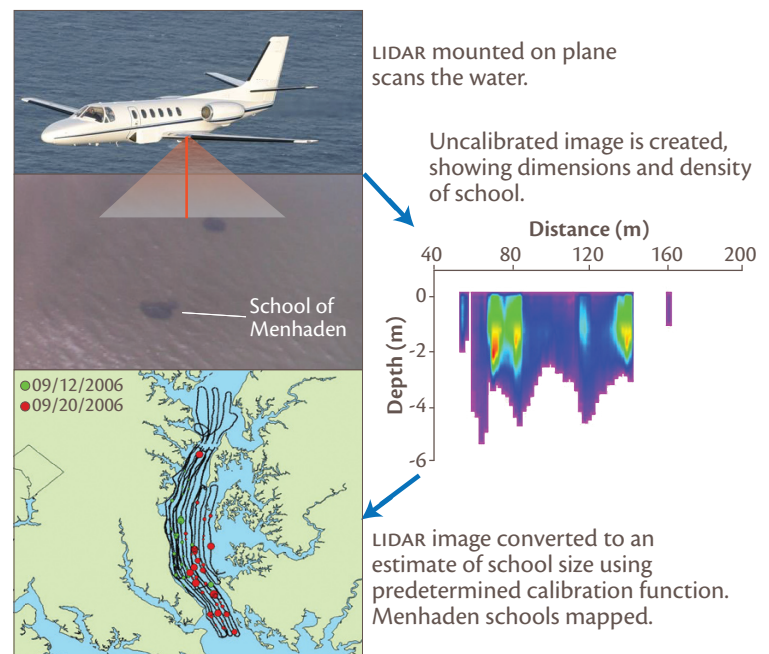 LIDAR mounted on plane
scans the water.
Uncalibrated image is created,
showing dimensions and density
of school.
Distance (m)
40 80 120 160 200
0
-2
-4
-6
Depth (m)
School of
Menhaden
09/12/2006
09/20/2006
LIDAR image converted to an
estimate of school size using
predetermined calibration function.
Menhaden schools mapped.